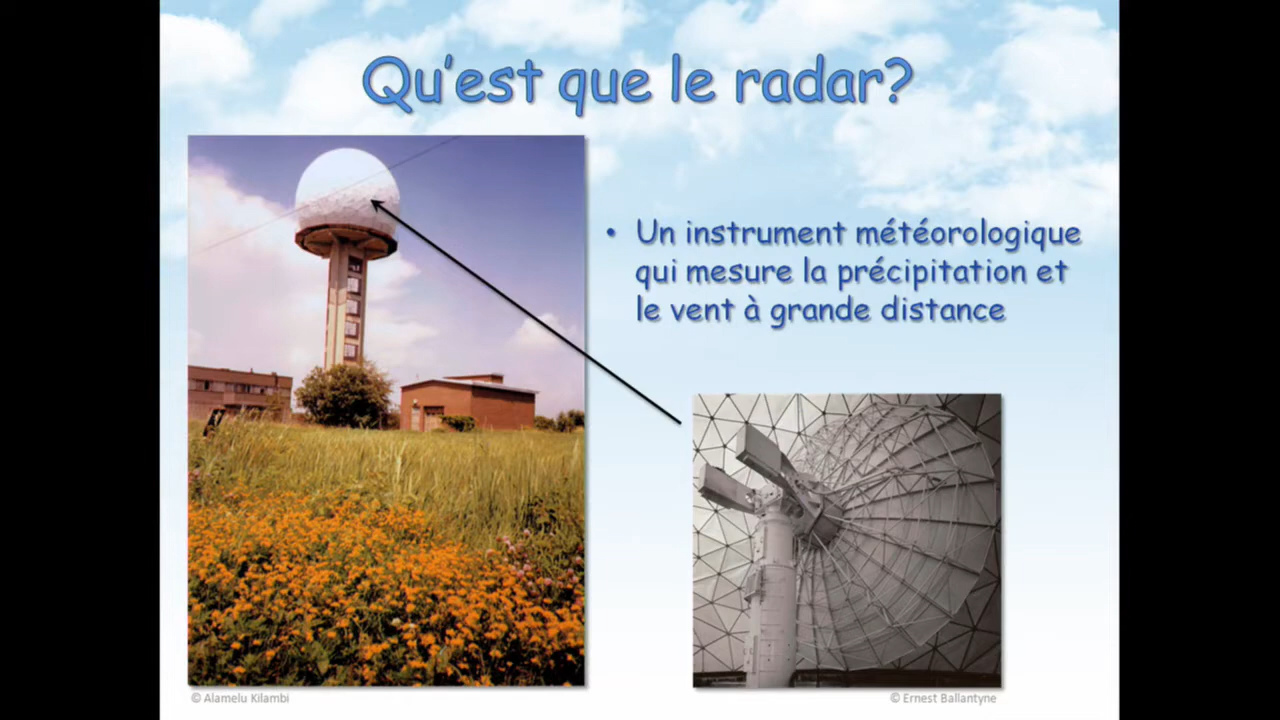 Qu'est que le radar?
• Un instrument météorologique
qui mesure la précipitation et
le vent à grande distance
© Alamelu Kilambi
© Ernest Ballantyne